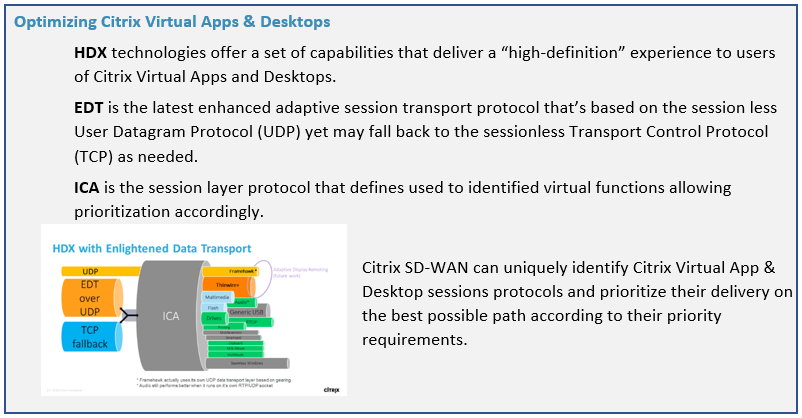 Optimizing Citrix Virtual Apps & Desktops
HDX technologies offer a set of capabilities that deliver a “high-definition” experience to users
of Citrix Virtual Apps and Desktops.
EDT is the latest enhanced adaptive session transport protocol that’s based on the session less
User Datagram Protocol (UDP) yet may fall back to the sessionless Transport Control Protocol
(TCP) as needed.
ICA is the session layer protocol that defines used to identified virtual functions allowing
prioritization accordingly.
HDX with Enlightened Data Transport
UDP
EDT
over
UDP
TCP
fallback
ICA
Framehawk *
Thinwire+
Multimedia
Flash
Audio*
Generic USB
Drives
Adaptive Display Remoting
(future work)
* Framehawk actually uses its own UDP data transport layer based on gearing
* Audio still performs better when it runs on it's own RTP/UDP socket
citrix
Citrix SD-WAN can uniquely identify Citrix Virtual App &
Desktop sessions protocols and prioritize their delivery on
the best possible path according to their priority
requirements.